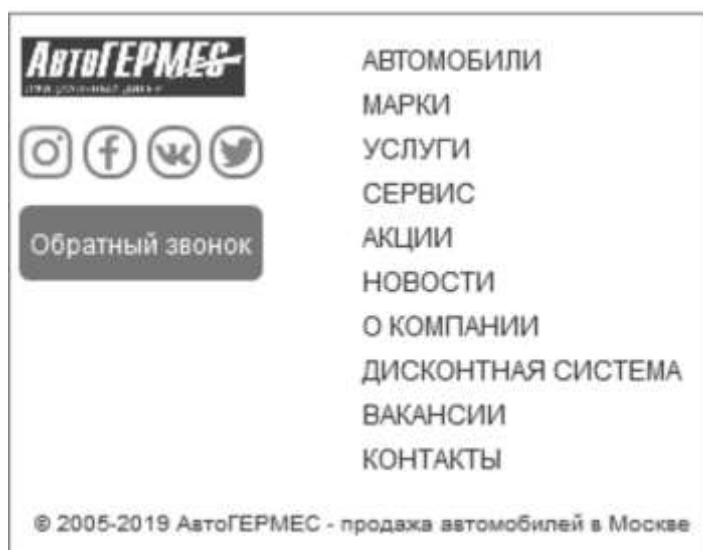 АвтоГЕРМЕС
Обратный звонок
АВТОМОБИЛИ
МАРКИ
УСЛУГИ
СЕРВИС
АКЦИИ
НОВОСТИ
О КОМПАНИИ
ДИСКОНТНАЯ СИСТЕМА
ВАКАНСИИ
КОНТАКТЫ
© 2005-2019 АвтоГЕРМЕС - продажа автомобилей в Москве